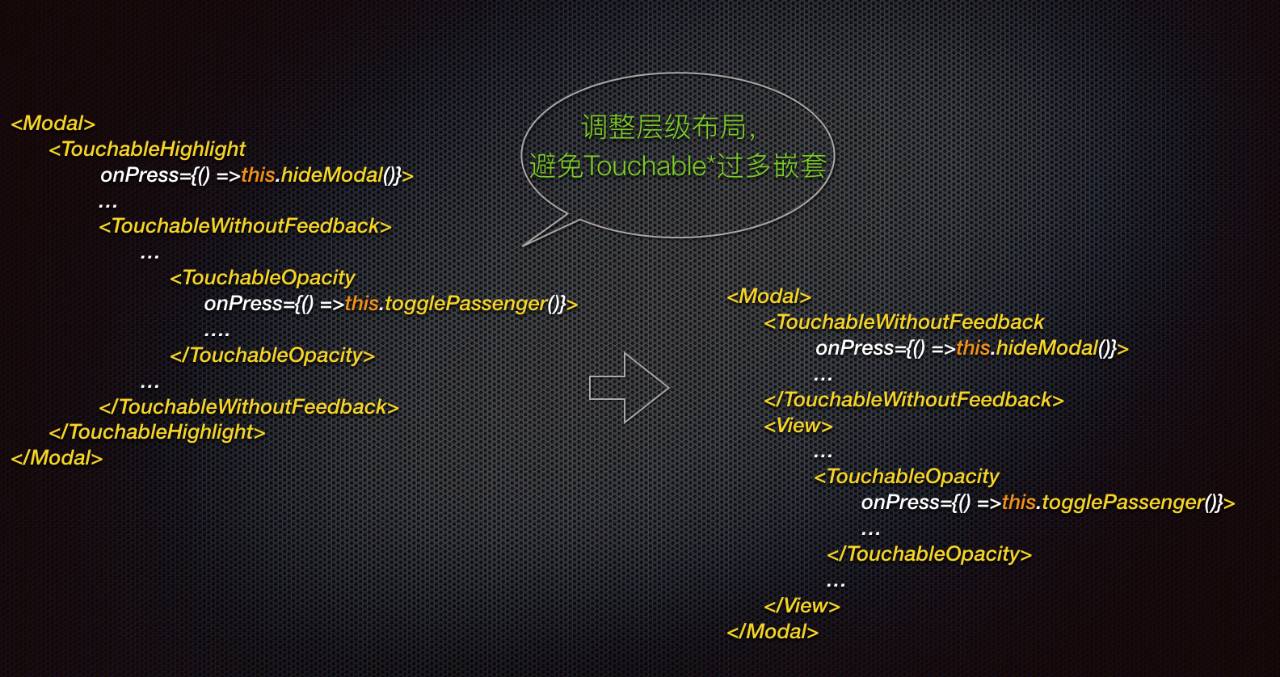 <Modal>
<TouchableHighlight
onPress={() =>this.hideModal()}>
...
<TouchableWithoutFeedback>
...
<TouchableOpacity
onPress={() =>this.togglePassenger()}>
....
</TouchableOpacity>
...
</TouchableWithoutFeedback>
</TouchableHighlight>
</Modal>
调整层级布局,
避免Touchable*过多嵌套
<Modal>
<TouchableWithoutFeedback
onPress={() =>this.hideModal()}>
...
</TouchableWithoutFeedback>
<View>
...
<TouchableOpacity
onPress={() =>this.togglePassenger()}>
...
</TouchableOpacity>
...
</View>
</Modal>